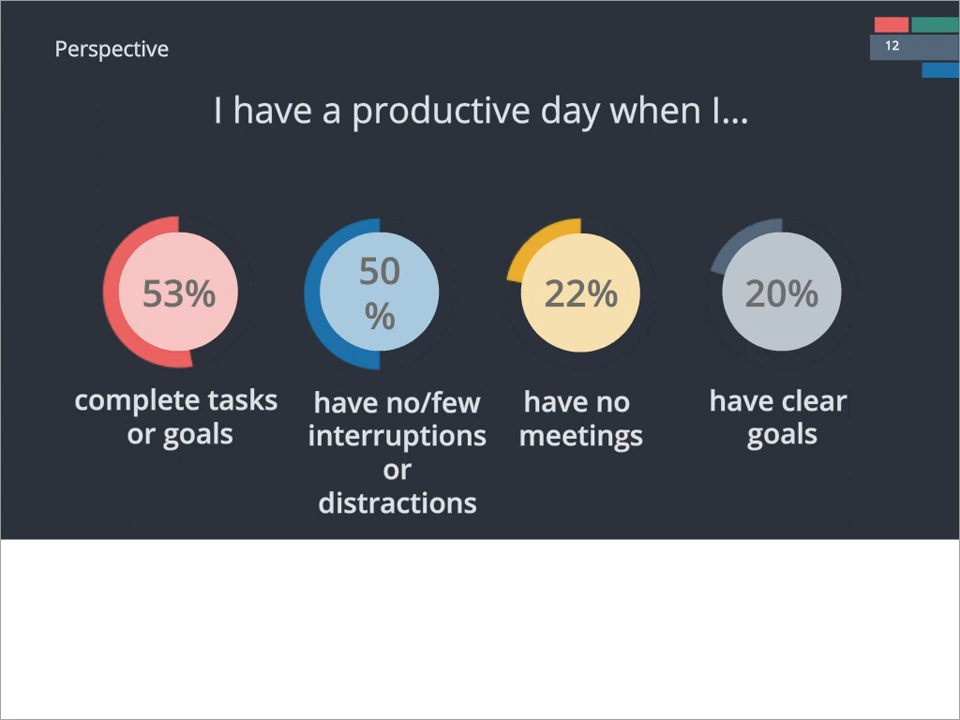 Perspective
12
I have a productive day when I...
53%
50
%
22%
20%
complete tasks
or goals
have no/few
interruptions
or
distractions
have no
meetings
have clear
goals